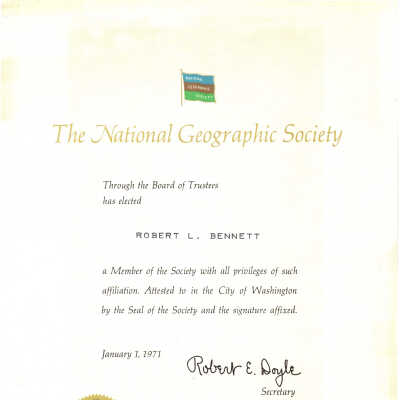 The National Geographic Society
Through the Board of Trustees
has elected
ROBERT L. BENNETT
a Member of the Society with all privileges of such
affiliation. Attested to in the City of Washington
by the Seal of the Society and the signature affixed.
January 1, 1971
Robert E. Doyle
Secretary